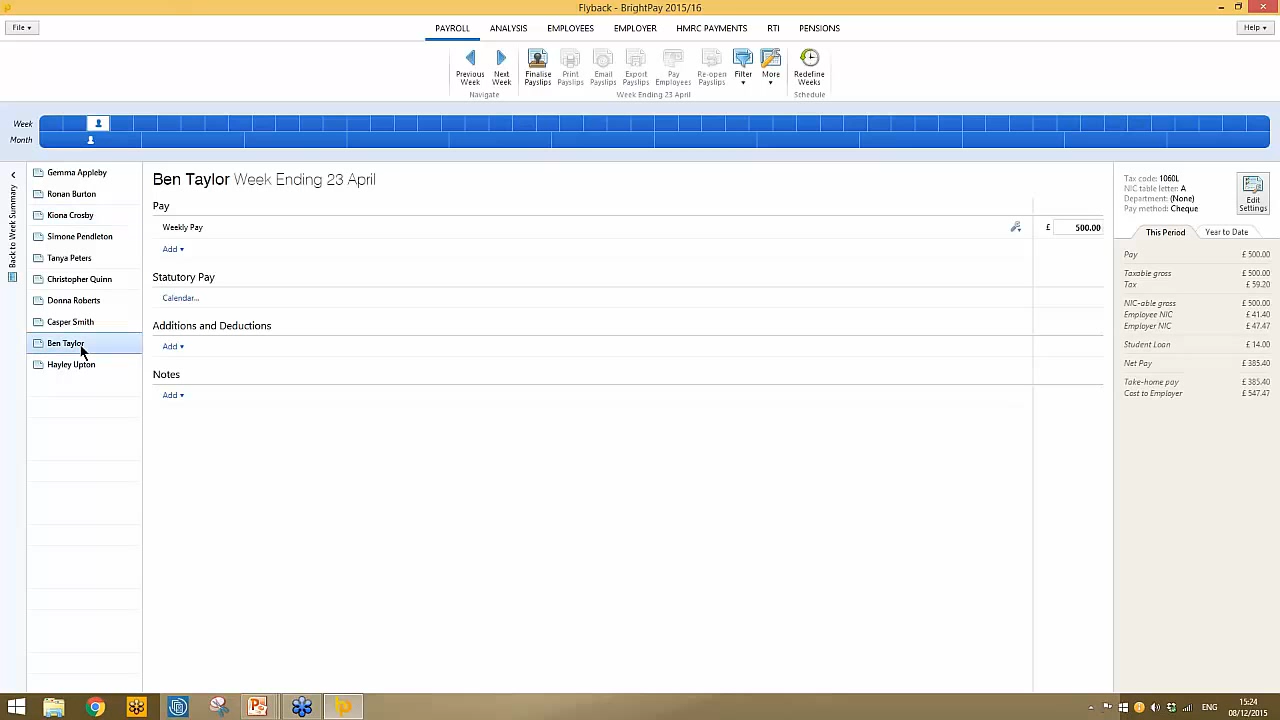 Flyback - BrightPay 2015/16
File
Help
PAYROLL ANALYSIS EMPLOYEES EMPLOYER HMRC PAYMENTS RTI PENSIONS
Previous Week
Next Week
Finalise Payslips
Print Payslips
Email Payslips
Export Payslips
Pay Employees
Re-open Payslips
Filter
More
Redefine Weeks
Navigate
Week Ending 23 April
Schedule
Week
Month
Back to Week Summary
Gemma Appleby
Ronan Burton
Kiona Crosby
Simone Pendleton
Tanya Peters
Christopher Quinn
Donna Roberts
Casper Smith
Ben Taylor
Hayley Upton
Ben Taylor Week Ending 23 April
Pay
Weekly Pay £ 500.00
Add
Statutory Pay
Calendar...
Additions and Deductions
Add
Notes
Add
Tax code: 1060L
NIC table letter: A
Department: (None)
Pay method: Cheque
Edit Settings
This Period Year to Date
Pay £ 500.00
Taxable gross £ 500.00
Tax £ 59.20
NIC-able gross £ 500.00
Employee NIC £ 41.40
Employer NIC £ 47.47
Student Loan £ 14.00
Net Pay £ 385.40
Take-home pay £ 385.40
Cost to Employer £ 547.47
ENG
15:24
08/12/2015